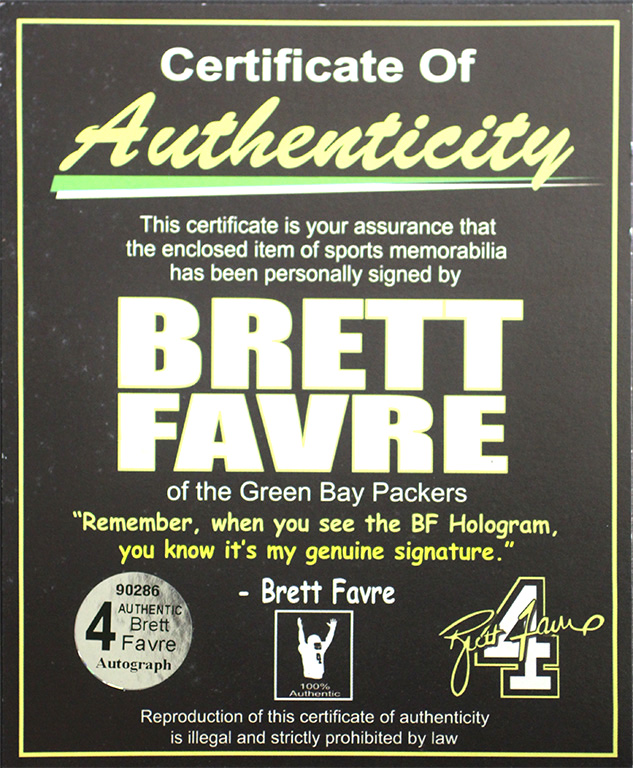 Certificate Of
Authenticity
This certificate is your assurance that
the enclosed item of sports memorabilia
has been personally signed by
BRETT
FAVRE
of the Green Bay Packers
“Remember, when you see the BF Hologram,
you know it's my genuine signature.”
- Brett Favre
90286
4 AUTHENTIC
Brett
Favre
Autograph
100%
Authentic
Brett Favre
4
Reproduction of this certificate of authenticity
is illegal and strictly prohibited by law